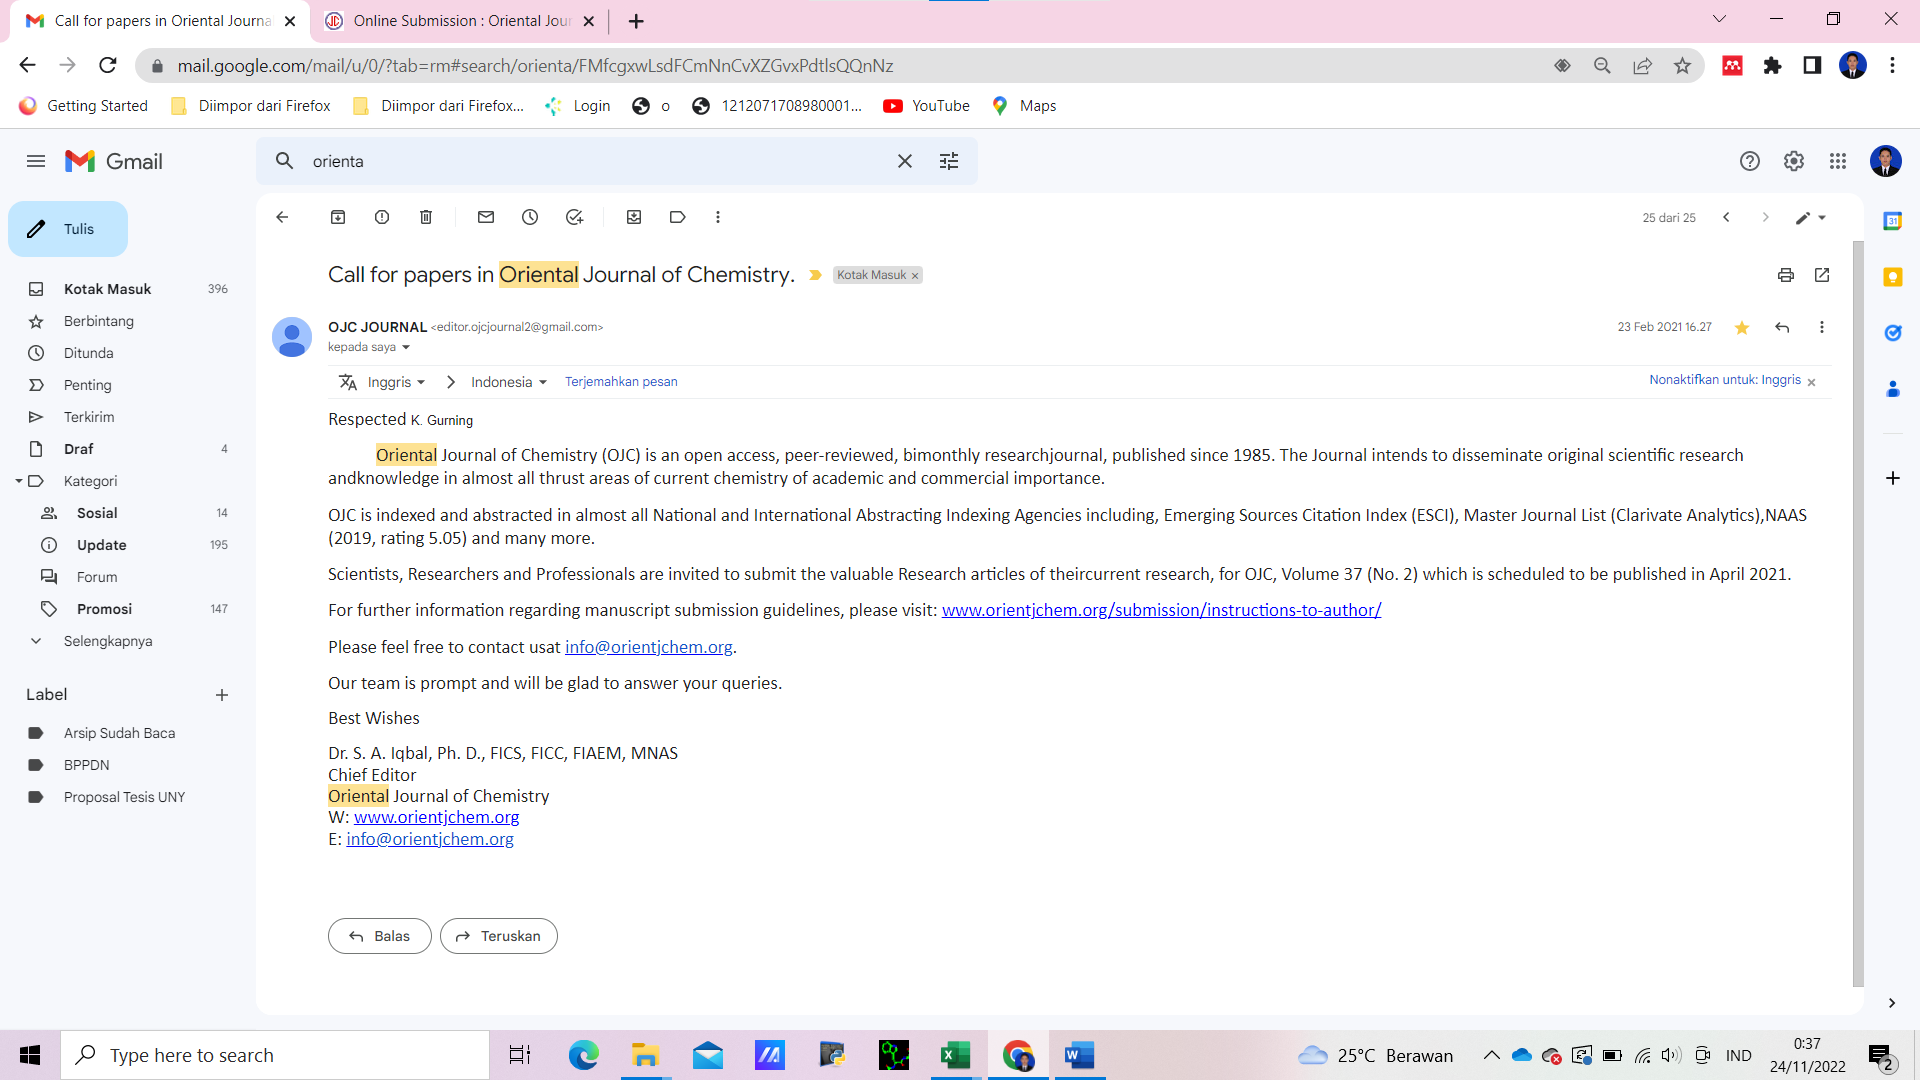 Call for papers in Oriental Journa
Online Submission : Oriental Jour
mail.google.com/mail/u/0/?tab=rm#search/orienta/FMfcgxwLsdFCmNnCvXZGvxPdtlsQQnNz
Getting Started
Diimpor dari Firefox
Diimpor dari Firefox...
Login
o
1212071708980001...
YouTube
Maps
Gmail
orienta
Tulis
25 dari 25
Kotak Masuk 396
Berbintang
Ditunda
Penting
Terkirim
Draf 4
Kategori
Sosial 14
Update 195
Forum
Promosi 147
Selengkapnya
Label
Arsip Sudah Baca
BPPDN
Proposal Tesis UNY
Call for papers in Oriental Journal of Chemistry.
Kotak Masuk
OJC JOURNAL <editor.ojcjournal2@gmail.com>
23 Feb 2021 16.27
kepada saya
Inggris
Indonesia
Terjemahkan pesan
Nonaktifkan untuk: Inggris
Respected K. Gurning
Oriental Journal of Chemistry (OJC) is an open access, peer-reviewed, bimonthly researchjournal, published since 1985. The Journal intends to disseminate original scientific research
andknowledge in almost all thrust areas of current chemistry of academic and commercial importance.
OJC is indexed and abstracted in almost all National and International Abstracting Indexing Agencies including, Emerging Sources Citation Index (ESCI), Master Journal List (Clarivate Analytics),NAAS
(2019, rating 5.05) and many more.
Scientists, Researchers and Professionals are invited to submit the valuable Research articles of theircurrent research, for OJC, Volume 37 (No. 2) which is scheduled to be published in April 2021.
For further information regarding manuscript submission guidelines, please visit: www.orientjchem.org/submission/instructions-to-author/
Please feel free to contact usat info@orientjchem.org.
Our team is prompt and will be glad to answer your queries.
Best Wishes
Dr. S. A. Iqbal, Ph. D., FICS, FICC, FIAEM, MNAS
Chief Editor
Oriental Journal of Chemistry
W: www.orientjchem.org
E: info@orientjchem.org
Balas
Teruskan
31
Type here to search
25°C Berawan
IND
0:37
24/11/2022
2